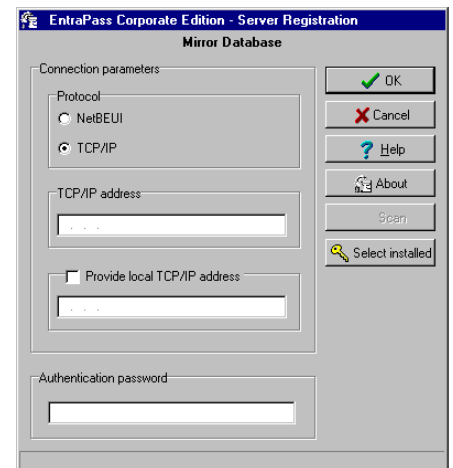 EntraPass Corporate Edition - Server Registration
Mirror Database
Connection parameters
Protocol
NetBEUI
TCP/IP
TCP/IP address
. . .
Provide local TCP/IP address
. . .
Authentication password
OK
Cancel
Help
About
Scan
Select installed